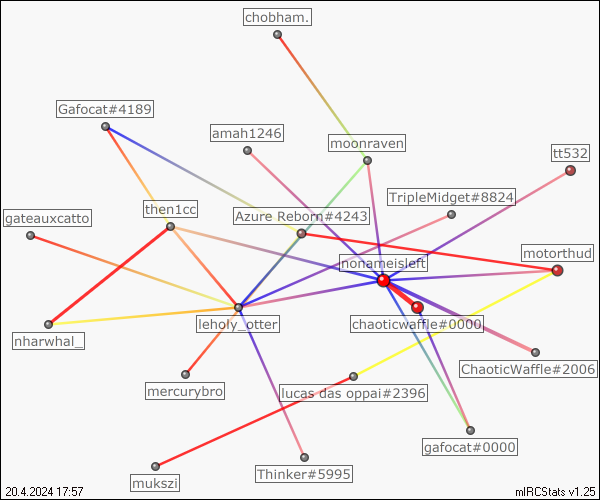 chobham.
Gafocat#4189
amah1246
moonraven
tt532
TripleMidget#8824
then1cc
Azure Reborn#4243
gateauxcatto
motorthud
nonameisleft
leholy_otter
chaoticwaffle#0000
nharwhal_
ChaoticWaffle#2006
mercurybro
lucas das oppai#2396
gafocat#0000
mukszi
Thinker#5995
20.4.2024 17:57
mIRCStats v1.25